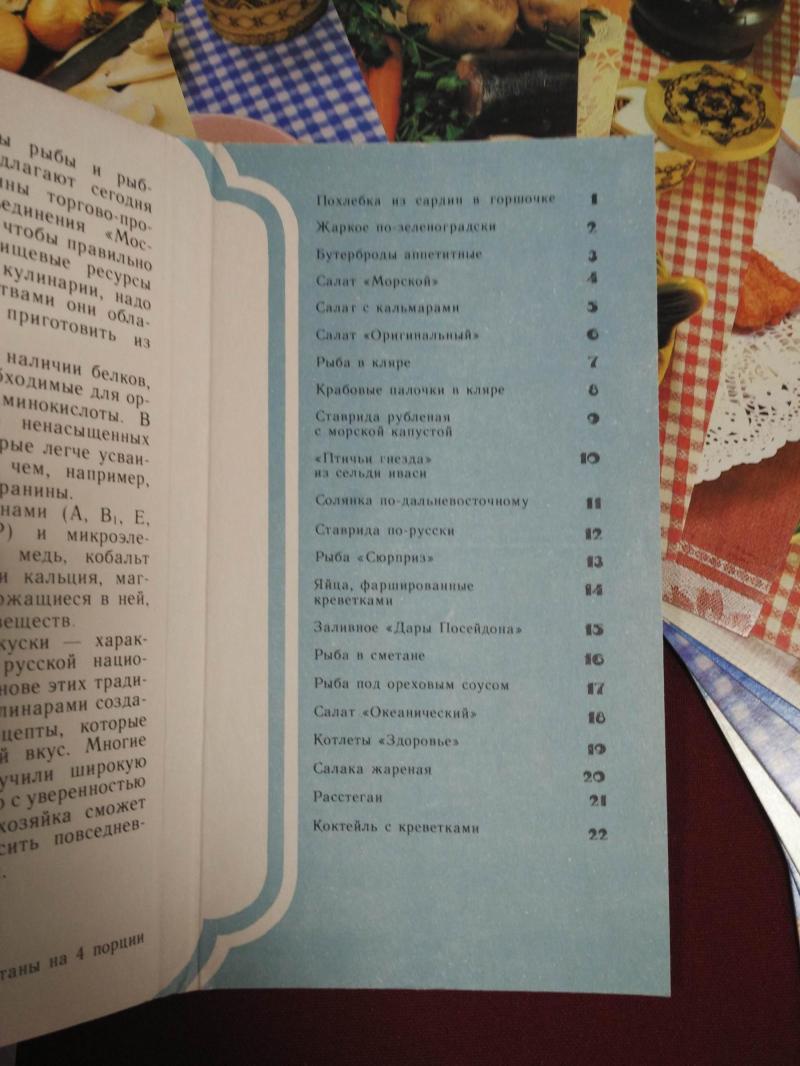 ы рыбы и рыб-
длагают сегодня
ины торгово-про-
единения «Мос-
чтобы правильно
ищевые ресурсы
кулинарии, надо
ствами они обла-
приготовить из
наличии белков,
бходимые для ор-
минокислоты. В
ненасыщенных
рые легче усваи-
чем, например,
ранины.
нами (А, В₁, Е,
Р) и микроэле-
медь, кобальт
и кальция, маг-
ржащиеся в ней,
веществ.
куски — харак-
русской нацио-
нове этих тради-
линарами созда-
цепты, которые
й вкус. Многие
учили широкую
о с уверенностью
хозяйка сможет
сить повседнев-
.
таны на 4 порции
Похлебка из сардин в горшочке 1
Жаркое по-зеленоградски 2
Бутерброды аппетитные 3
Салат «Морской» 4
Салат с кальмарами 5
Салат «Оригинальный» 6
Рыба в кляре 7
Крабовые палочки в кляре 8
Ставрида рубленая 9
с морской капустой
«Птичьи гнезда» 10
из сельди иваси
Солянка по-дальневосточному 11
Ставрида по-русски 12
Рыба «Сюрприз» 13
Яйца, фаршированные 14
креветками
Заливное «Дары Посейдона» 15
Рыба в сметане 16
Рыба под ореховым соусом 17
Салат «Океанический» 18
Котлеты «Здоровье» 19
Салака жареная 20
Расстегаи 21
Коктейль с креветками 22